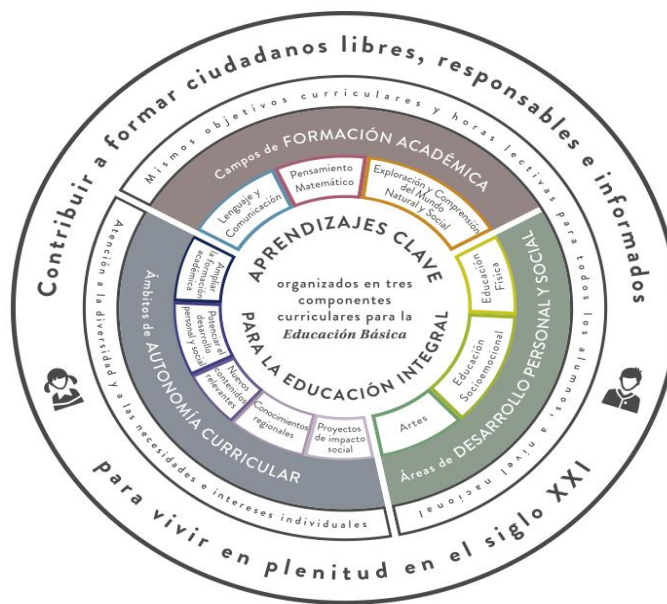 Contribuir a formar ciudadanos libres, responsables e informados
para vivir en plenitud en el siglo XXI
Mismos objetivos curriculares y horas lectivas para todos los alumnos, a nivel nacional
Atención a la diversidad y a las necesidades e intereses individuales
Campos de FORMACIÓN ACADÉMICA
Lenguaje y
Comunicación
Pensamiento
Matemático
Exploración y Comprensión
del Mundo
Natural y Social
Áreas de DESARROLLO PERSONAL Y SOCIAL
Educación
Física
Educación
Socioemocional
Artes
Ámbitos de AUTONOMÍA CURRICULAR
Ampliar
la formación
académica
Potenciar el
desarrollo
personal y social
Nuevos
contenidos
relevantes
Conocimientos
regionales
Proyectos
de impacto
social
APRENDIZAJES CLAVE
organizados en tres
componentes
curriculares para la
Educación Básica
PARA LA EDUCACIÓN INTEGRAL